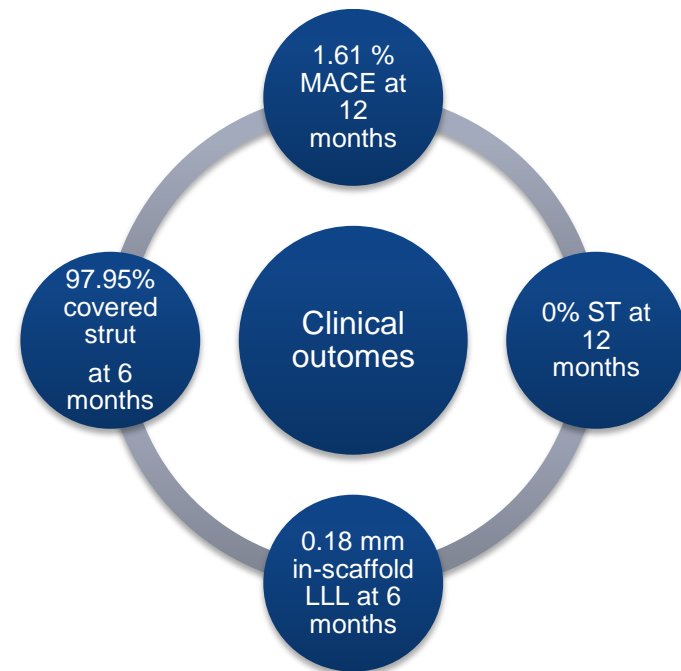 1.61 %
MACE at
12
months
97.95%
covered
strut
at 6
months
Clinical
outomes
0% ST at
12
months
0.18 mm
in-scaffold
LLL at 6
months